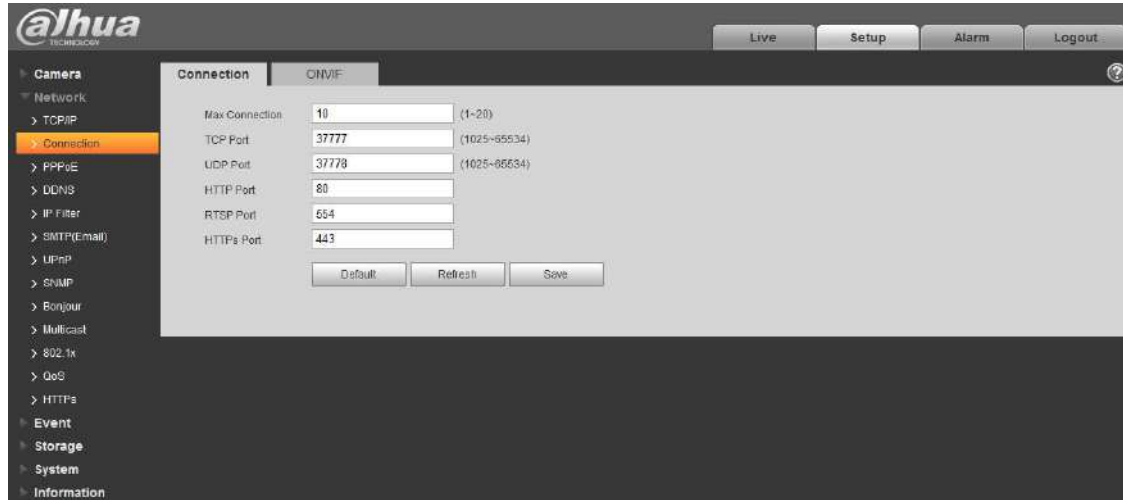 alhua
TECHNOLOGY
Live Setup Alarm Logout
Camera
Network
> TCP/IP
> Connection
> PPPoE
> DDNS
> IP Filter
> SMTP(Email)
> UPnP
> SNMP
> Bonjour
> Multicast
> 802.1x
> QoS
> HTTPs
Event
Storage
System
Information
Connection ONVIF ?
Max Connection 10 (1~20)
TCP Port 37777 (1025~65534)
UDP Port 37778 (1025~65534)
HTTP Port 80
RTSP Port 554
HTTPs Port 443
Default Refresh Save